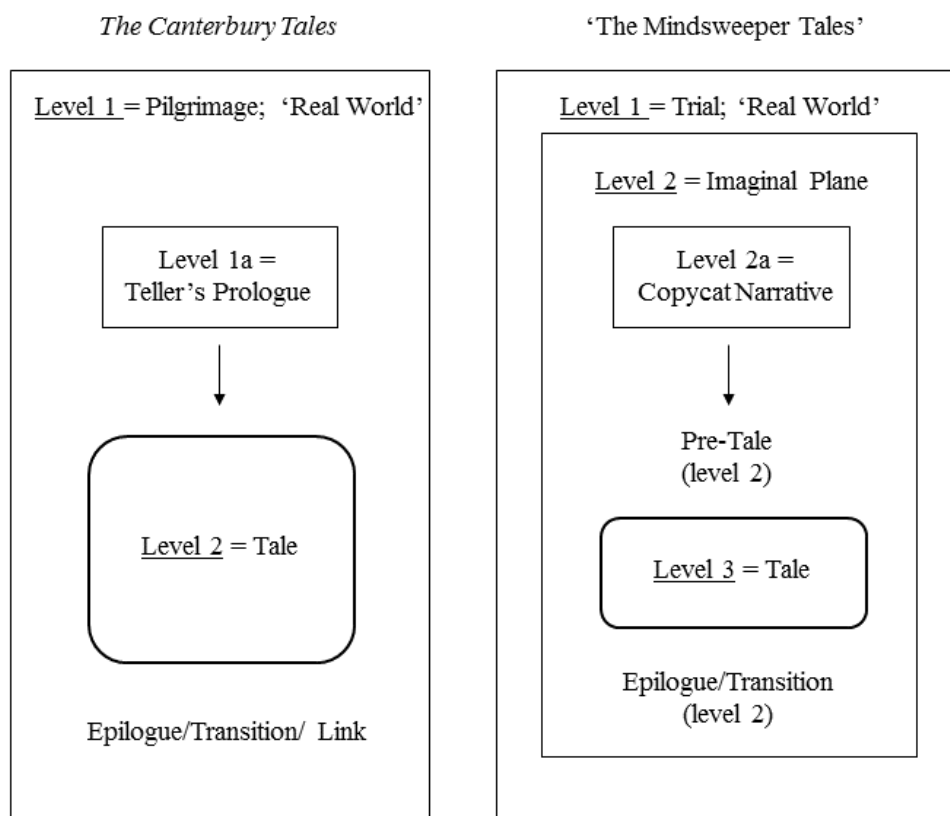 The Canterbury Tales
Level 1 = Pilgrimage; ‘Real World’
Level 1a =
Teller’s Prologue
Level 2 = Tale
Epilogue/Transition/ Link
‘The Mindsweeper Tales’
Level 1 = Trial; ‘Real World’
Level 2 = Imaginal Plane
Level 2a =
Copycat Narrative
Pre-Tale
(level 2)
Level 3 = Tale
Epilogue/Transition
(level 2)